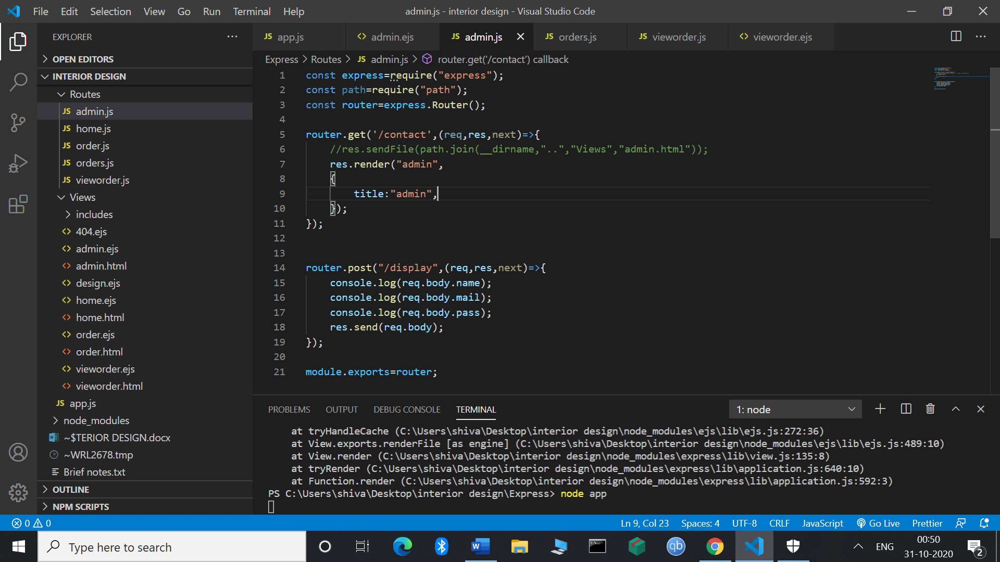 File Edit Selection View Go Run Terminal Help
admin.js - interior design - Visual Studio Code
EXPLORER
OPEN EDITORS
INTERIOR DESIGN
Routes
JS admin.js
JS home.js
JS order.js
JS orders.js
JS vieworder.js
Views
includes
404.ejs
admin.ejs
admin.html
design.ejs
home.ejs
home.html
order.ejs
order.html
vieworder.ejs
vieworder.html
JS app.js
node_modules
~$TERIOR DESIGN.docx
~WRL2678.tmp
Brief notes.txt
OUTLINE
NPM SCRIPTS
JS app.js <> admin.ejs JS admin.js JS orders.js JS vieworder.js <> vieworder.ejs
Express > Routes > JS admin.js > router.get('/contact') callback
1 const express=require("express");
2 const path=require("path");
3 const router=express.Router();
4
5 router.get('/contact',(req,res,next)=>{
6 //res.sendFile(path.join(__dirname,"..","Views","admin.html"));
7 res.render("admin",
8 {
9 title:"admin",
10 });
11 });
12
13
14 router.post("/display",(req,res,next)=>{
15 console.log(req.body.name);
16 console.log(req.body.mail);
17 console.log(req.body.pass);
18 res.send(req.body);
19 });
20
21 module.exports=router;
PROBLEMS OUTPUT DEBUG CONSOLE TERMINAL 1: node
at tryHandleCache (C:\Users\shiva\Desktop\interior design\node_modules\ejs\lib\ejs.js:272:36)
at View.exports.renderFile [as engine] (C:\Users\shiva\Desktop\interior design\node_modules\ejs\lib\ejs.js:489:10)
at View.render (C:\Users\shiva\Desktop\interior design\node_modules\express\lib\view.js:135:8)
at tryRender (C:\Users\shiva\Desktop\interior design\node_modules\express\lib\application.js:640:10)
at Function.render (C:\Users\shiva\Desktop\interior design\node_modules\express\lib\application.js:592:3)
PS C:\Users\shiva\Desktop\interior design\Express> node app
0 0 Ln 9, Col 23 Spaces: 4 UTF-8 CRLF JavaScript Go Live Prettier
Type here to search
W
qb
ENG
00:50
31-10-2020
2